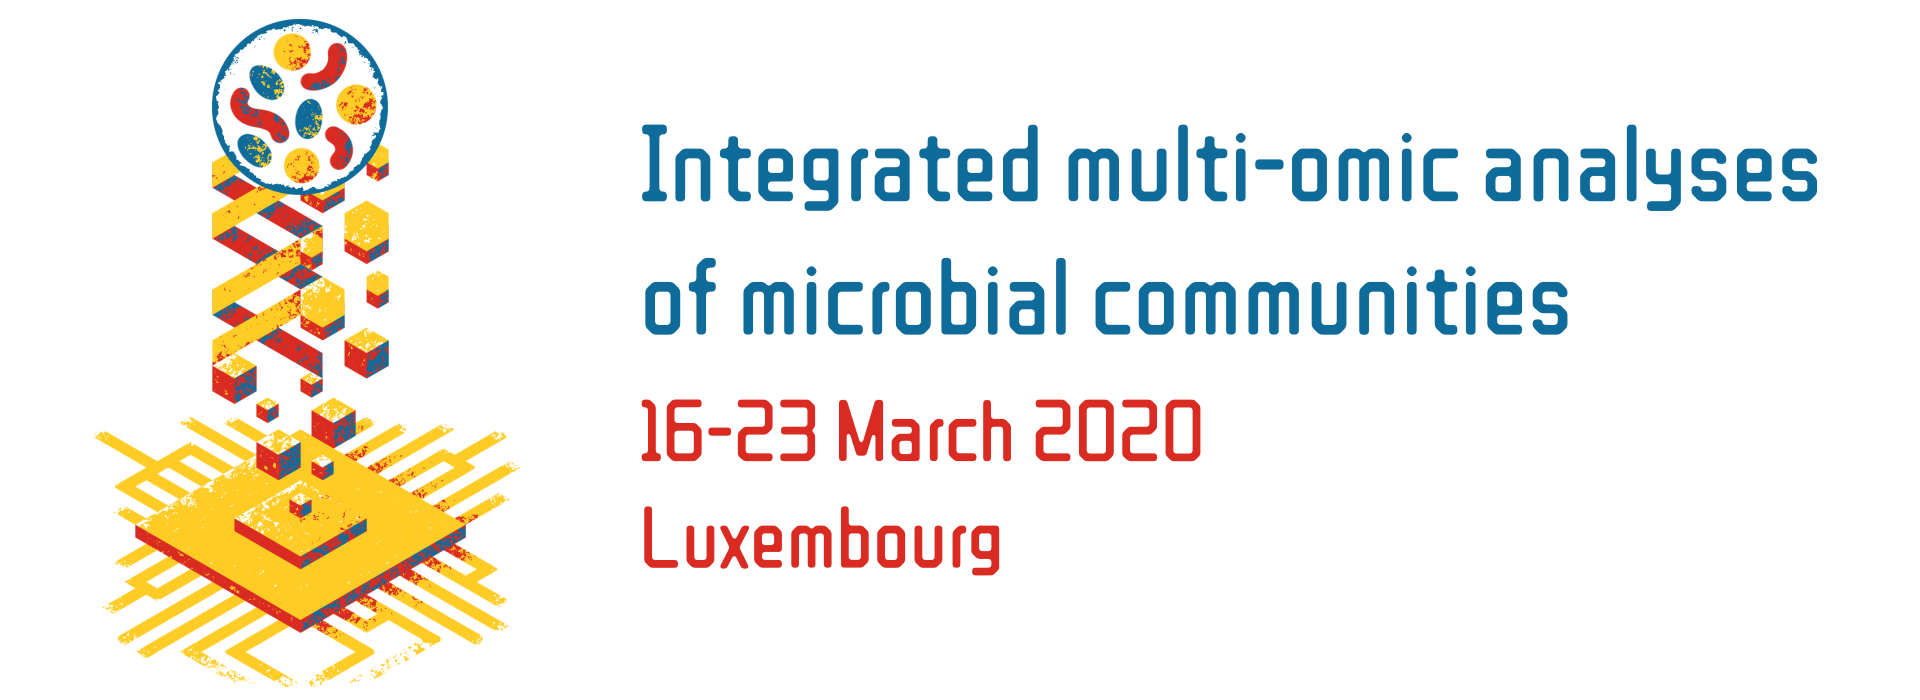 Integrated multi-omic analyses
of microbial communities
16-23 March 2020
Luxembourg